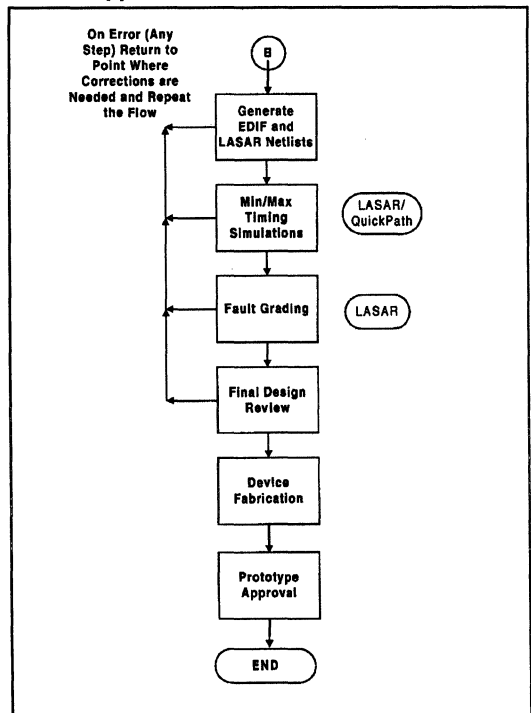 On Error (Any
Step) Return to
Point Where
Corrections are
Needed and Repeat
the Flow
B
Generate
EDIF and
LASAR Netlists
Min/Max
Timing
Simulations
LASAR/
QuickPath
Fault Grading
LASAR
Final Design
Review
Device
Fabrication
Prototype
Approval
END